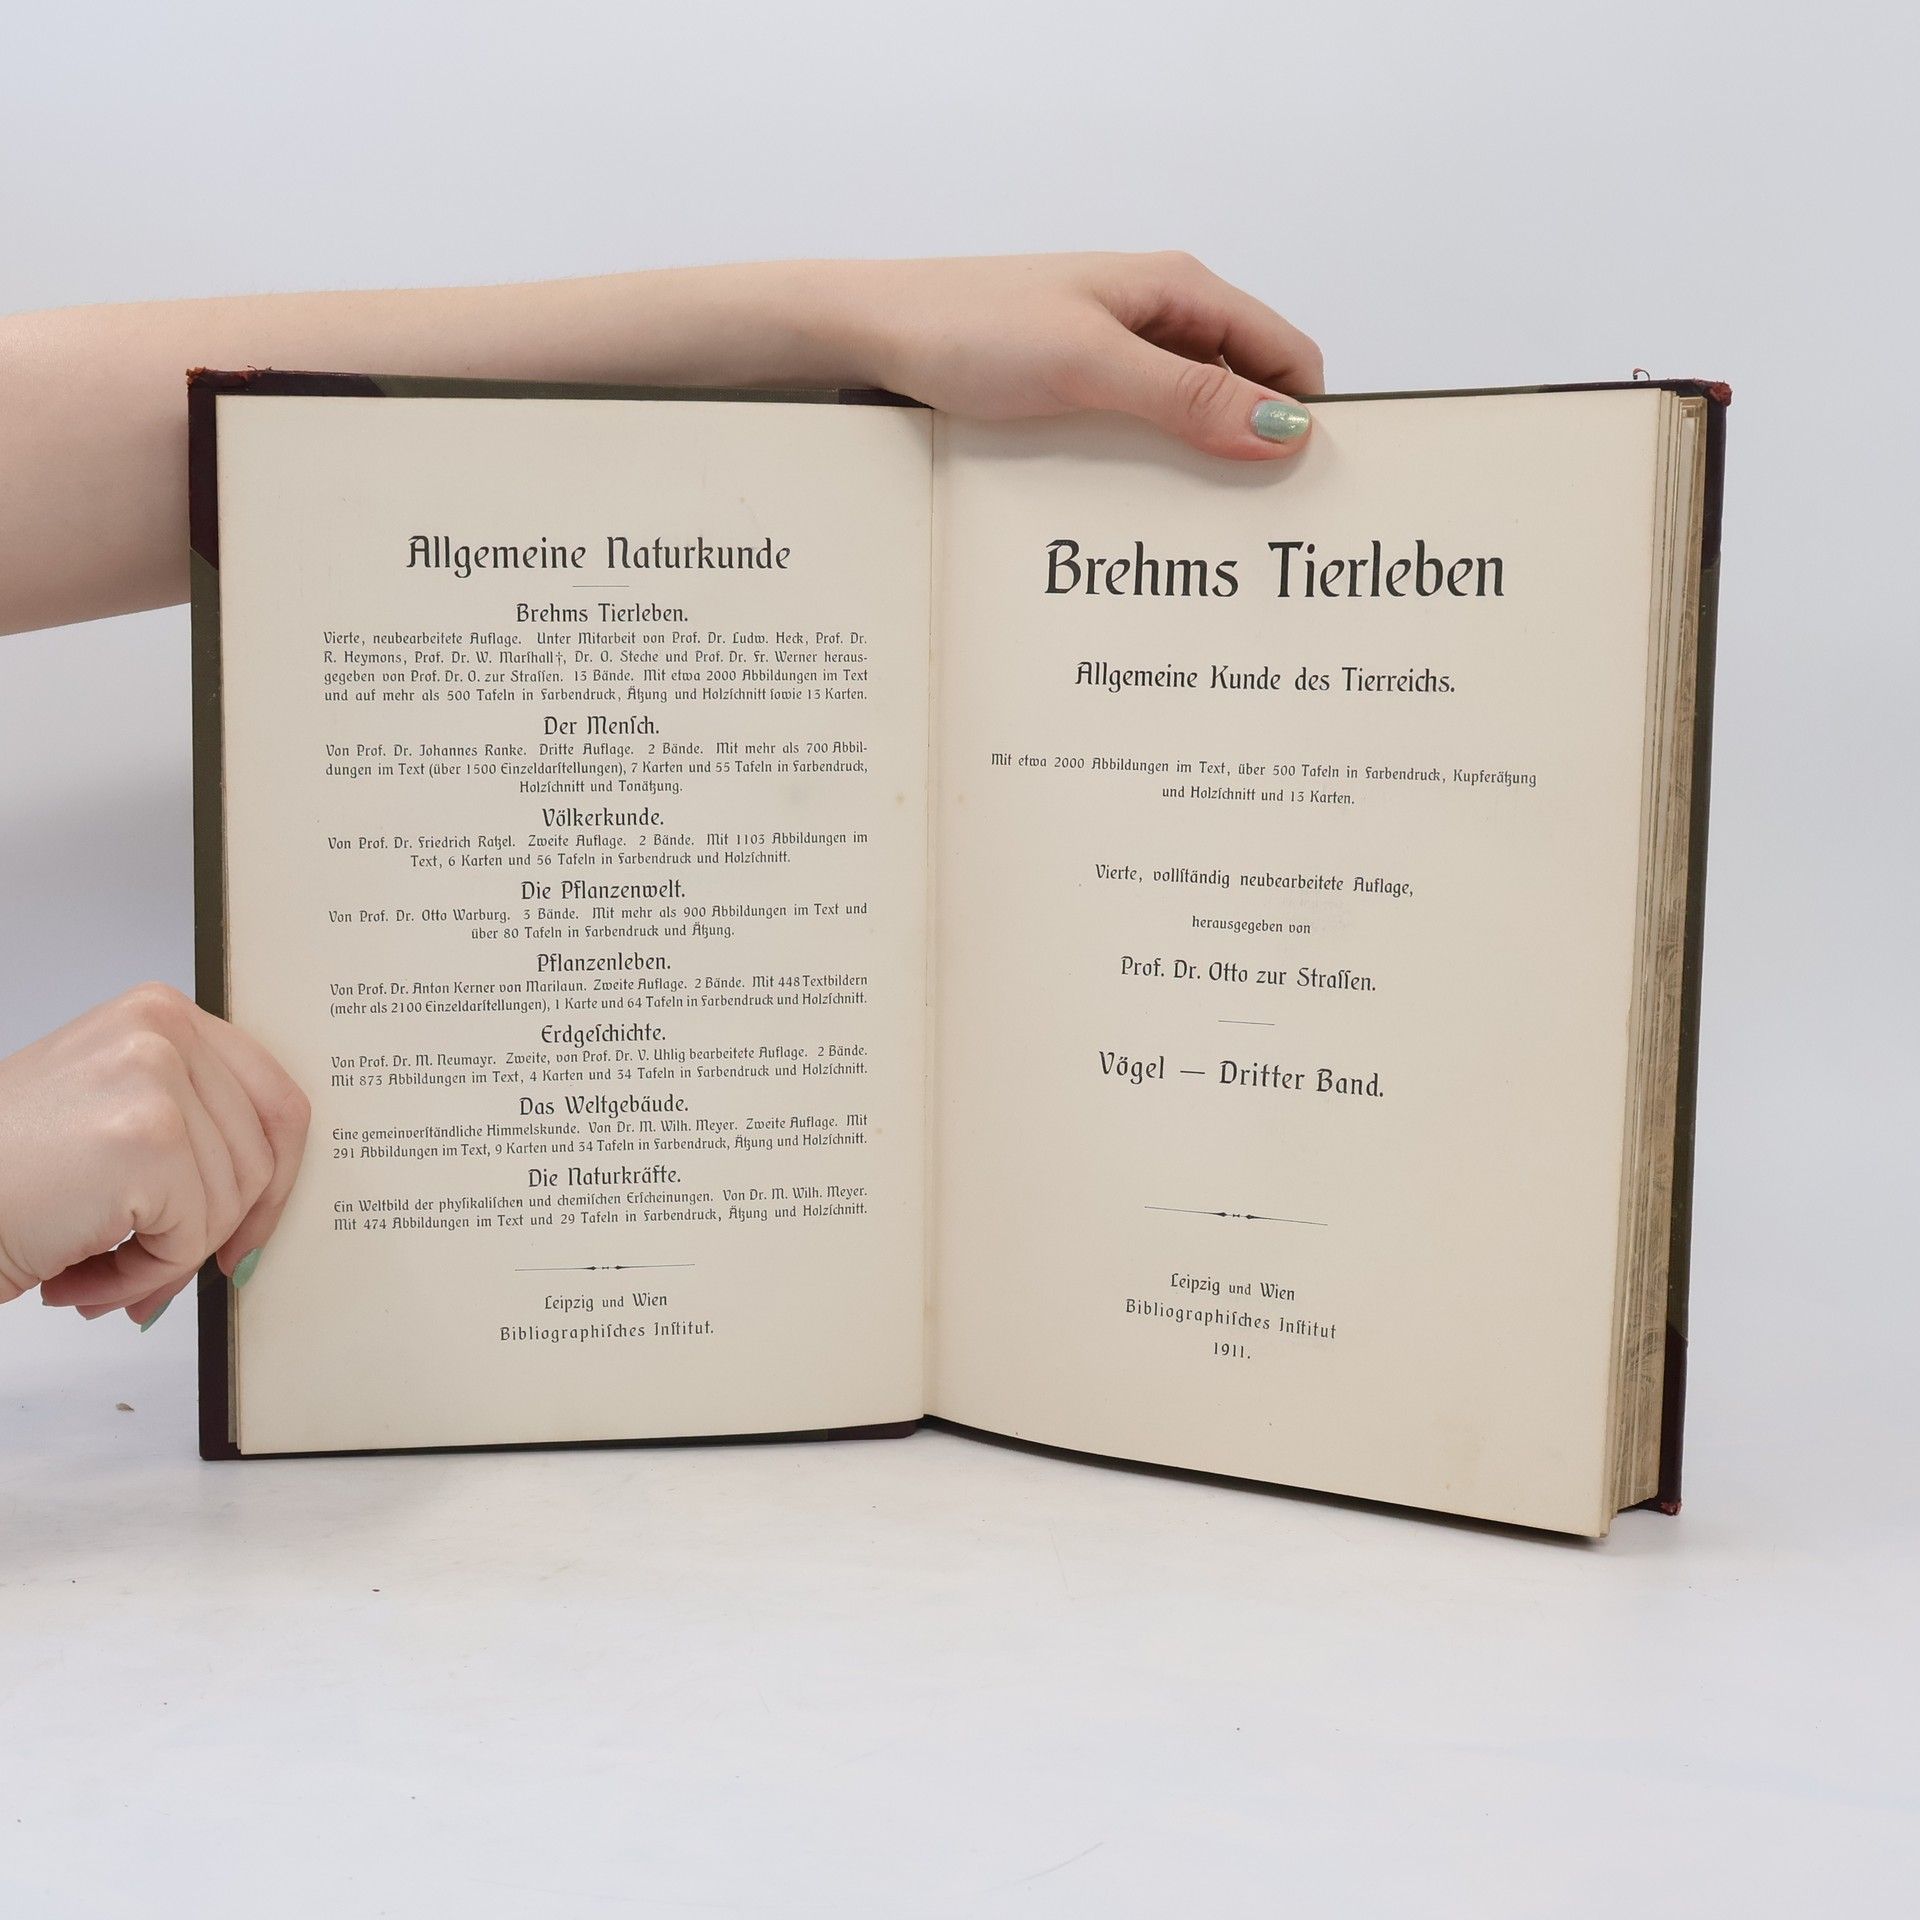 Allgemeine Naturkunde
Brehms Tierleben.
Vierte, neubearbeitete Auflage. Unter Mitarbeit von Prof. Dr. Ludw. Heck, Prof. Dr.
R. Heymons, Prof. Dr. W. Marſhall†, Dr. O. Steche und Prof. Dr. Fr. Werner heraus-
gegeben von Prof. Dr. O. zur Straſſen. 13 Bände. Mit etwa 2000 Abbildungen im Text
und auf mehr als 500 Tafeln in Farbendruck, Ätzung und Holzſchnitt ſowie 13 Karten.
Der Menſch.
Von Prof. Dr. Johannes Ranke. Dritte Auflage. 2 Bände. Mit mehr als 700 Abbil-
dungen im Text (über 1500 Einzeldarſtellungen), 7 Karten und 55 Tafeln in Farbendruck,
Holzſchnitt und Tonätzung.
Völkerkunde.
Von Prof. Dr. Friedrich Ratzel. Zweite Auflage. 2 Bände. Mit 1103 Abbildungen im
Text, 6 Karten und 56 Tafeln in Farbendruck und Holzſchnitt.
Die Pflanzenwelt.
Von Prof. Dr. Otto Warburg. 3 Bände. Mit mehr als 900 Abbildungen im Text und
über 80 Tafeln in Farbendruck und Ätzung.
Pflanzenleben.
Von Prof. Dr. Anton Kerner von Marilaun. Zweite Auflage. 2 Bände. Mit 448 Textbildern
(mehr als 2100 Einzeldarſtellungen), 1 Karte und 64 Tafeln in Farbendruck und Holzſchnitt.
Erdgeſchichte.
Von Prof. Dr. M. Neumayr. Zweite, von Prof. Dr. V. Uhlig bearbeitete Auflage. 2 Bände.
Mit 873 Abbildungen im Text, 4 Karten und 34 Tafeln in Farbendruck und Holzſchnitt.
Das Weltgebäude.
Eine gemeinverſtändliche Himmelskunde. Von Dr. M. Wilh. Meyer. Zweite Auflage. Mit
291 Abbildungen im Text, 9 Karten und 34 Tafeln in Farbendruck, Ätzung und Holzſchnitt.
Die Naturkräfte.
Ein Weltbild der phyſikaliſchen und chemiſchen Erſcheinungen. Von Dr. M. Wilh. Meyer.
Mit 474 Abbildungen im Text und 29 Tafeln in Farbendruck, Ätzung und Holzſchnitt.
Leipzig und Wien
Bibliographiſches Inſtitut.
Brehms Tierleben
Allgemeine Kunde des Tierreichs.
Mit etwa 2000 Abbildungen im Text, über 500 Tafeln in Farbendruck, Kupferätzung
und Holzſchnitt und 13 Karten.
Vierte, vollſtändig neubearbeitete Auflage,
herausgegeben von
Prof. Dr. Otto zur Straſſen.
Vögel — Dritter Band.
Leipzig und Wien
Bibliographiſches Inſtitut
1911.